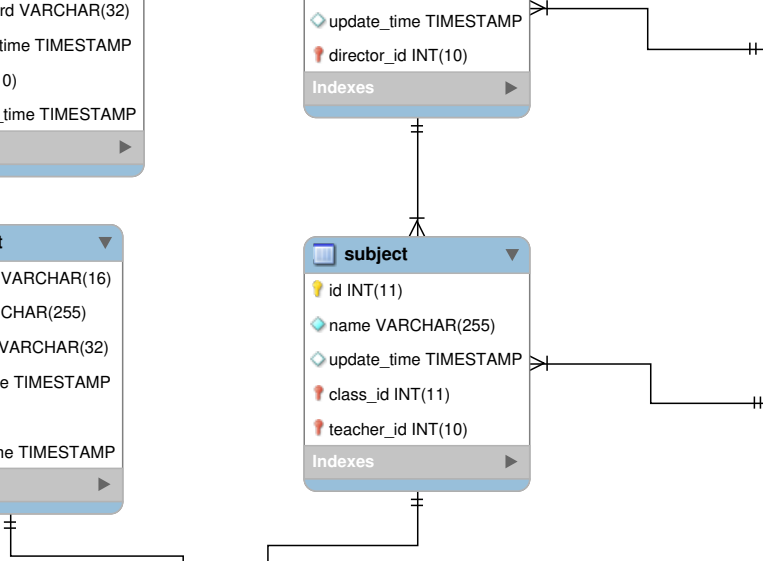 rd VARCHAR(32)
time TIMESTAMP
0)
_time TIMESTAMP
update_time TIMESTAMP
director_id INT(10)
Indexes
t
VARCHAR(16)
CHAR(255)
VARCHAR(32)
e TIMESTAMP
ne TIMESTAMP
subject
id INT(11)
name VARCHAR(255)
update_time TIMESTAMP
class_id INT(11)
teacher_id INT(10)
Indexes